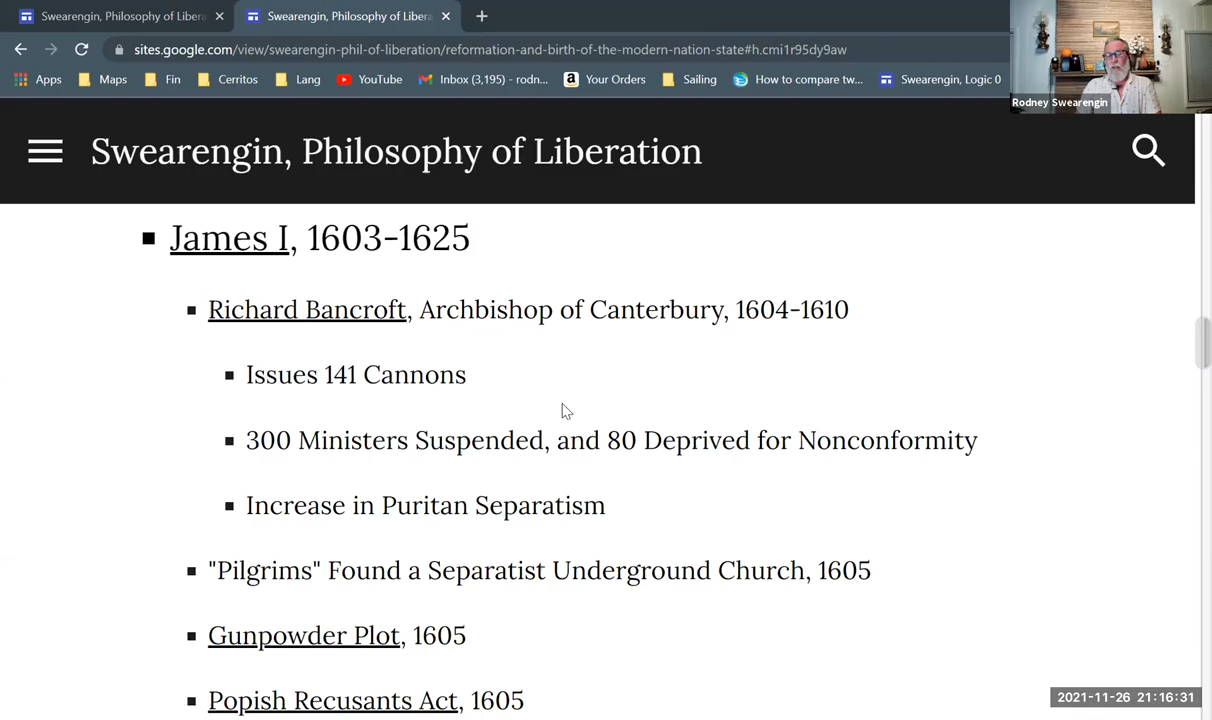 Swearengin, Philosophy of Libera
Swearengin, Philosophy of Libera
sites.google.com/view/swearengin-phil-of-liberation/reformation-and-birth-of-the-modern-nation-state#h.cmi1r95dy9aw
Apps Maps Fin Cerritos Lang YouTube Inbox (3,195) - rodn... Your Orders Sailing How to compare tw... Swearengin, Logic 0
Rodney Swearengin
Swearengin, Philosophy of Liberation
James I, 1603-1625
Richard Bancroft, Archbishop of Canterbury, 1604-1610
Issues 141 Cannons
300 Ministers Suspended, and 80 Deprived for Nonconformity
Increase in Puritan Separatism
"Pilgrims" Found a Separatist Underground Church, 1605
Gunpowder Plot, 1605
Popish Recusants Act, 1605
2021-11-26 21:16:31